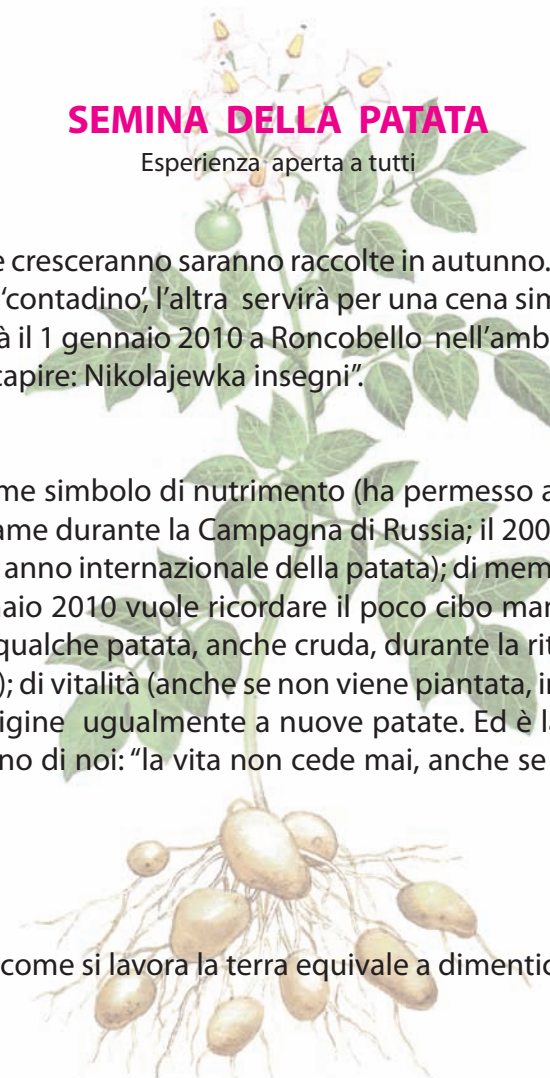 SEMINA DELLA PATATA
Esperienza aperta a tutti
e cresceranno saranno raccolte in autunno.
‘contadino’, l’altra servirà per una cena sim
à il 1 gennaio 2010 a Roncobello nell’amb
capire: Nikolajewka insegni”.
me simbolo di nutrimento (ha permesso a
ame durante la Campagna di Russia; il 200
anno internazionale della patata); di mem
naio 2010 vuole ricordare il poco cibo man
qualche patata, anche cruda, durante la rit
); di vitalità (anche se non viene piantata, in
igine ugualmente a nuove patate. Ed è la
no di noi: “la vita non cede mai, anche se
come si lavora la terra equivale a dimentic